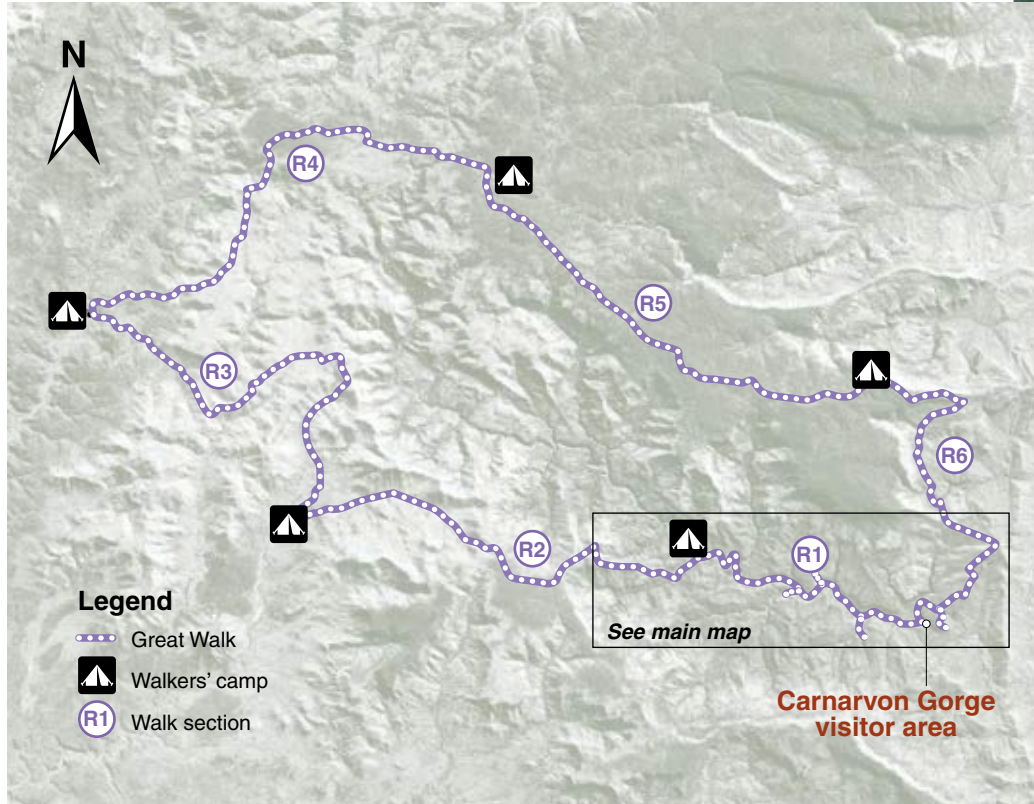 N
R4
R5
R3
R6
R2
R1
See main map
Legend
Great Walk
Walkers' camp
R1 Walk section
Carnarvon Gorge
visitor area